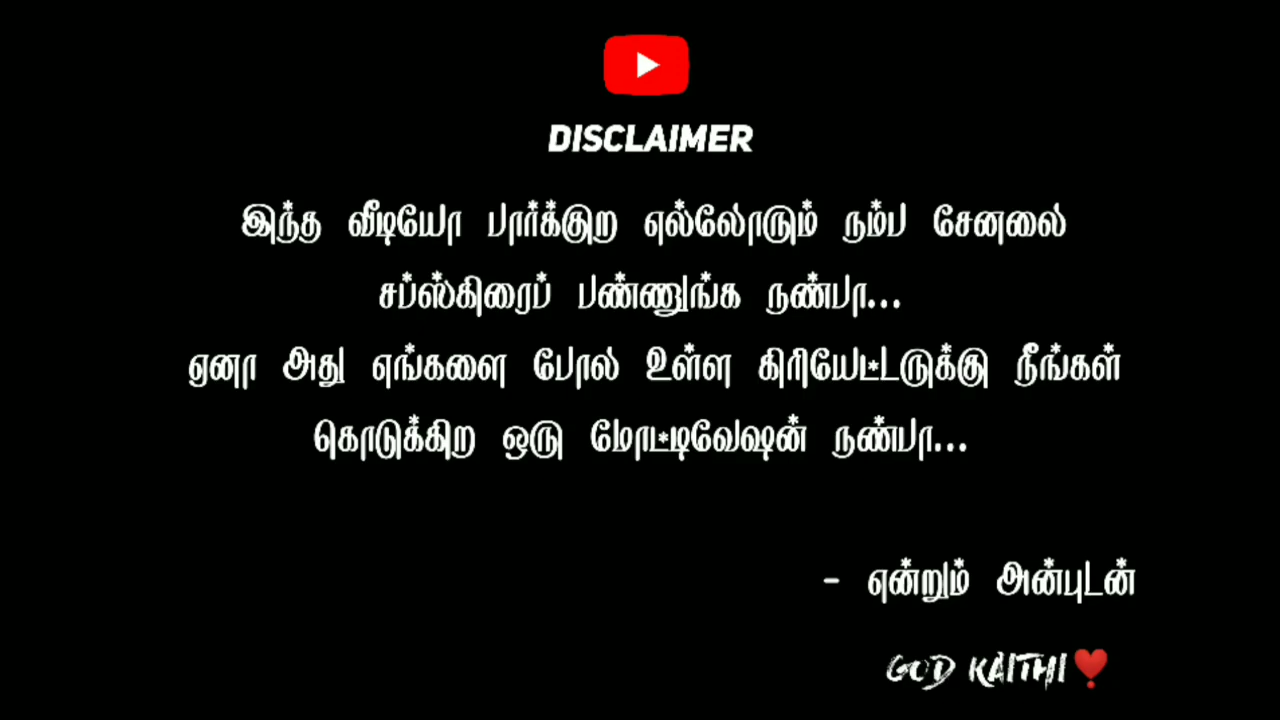 DISCLAIMER
இந்த வீடியோ பார்க்குற எல்லோரும் நம்ப சேனலை
சப்ஸ்கிரைப் பண்ணுங்க நண்பா...
ஏனா அது எங்களை போல் உள்ள கிரியேட்டருக்கு நீங்கள்
கொடுக்கிற ஒரு மோட்டிவேஷன் நண்பா...
- என்றும் அன்புடன்
GOD KAITHI❣️